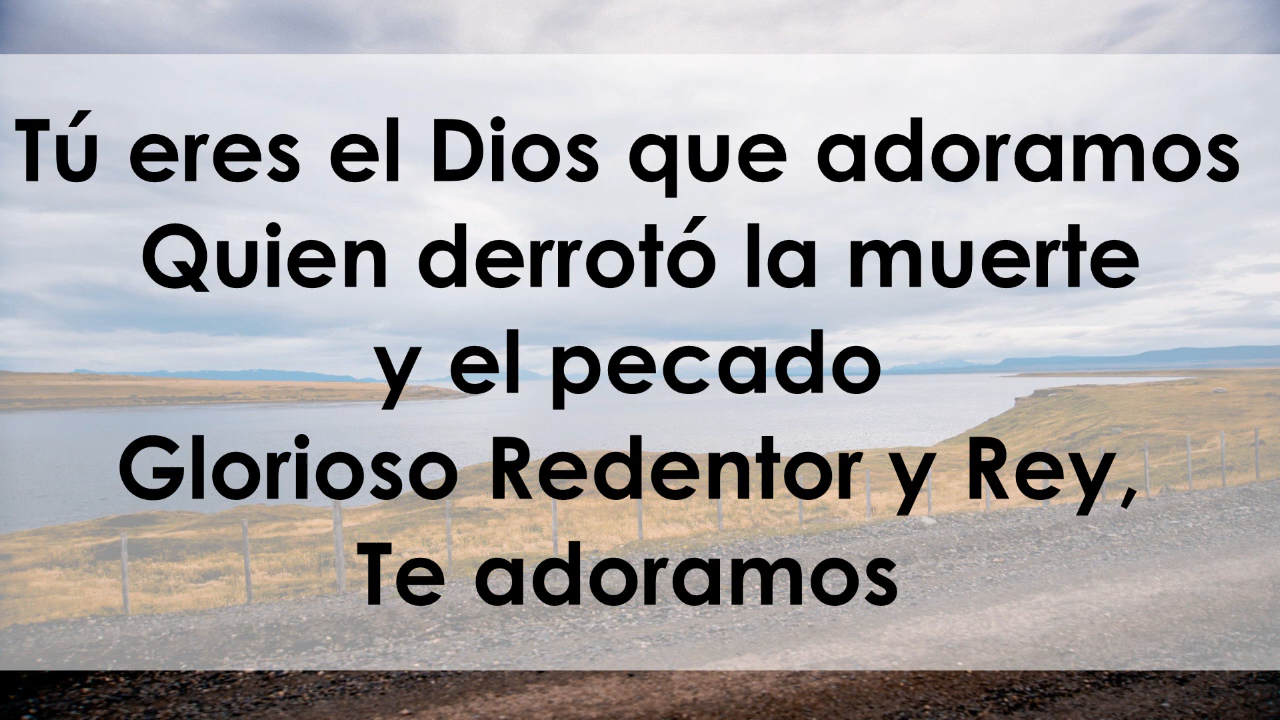 Tú eres el Dios que adoramos
Quien derrotó la muerte
y el pecado
Glorioso Redentor y Rey,
Te adoramos